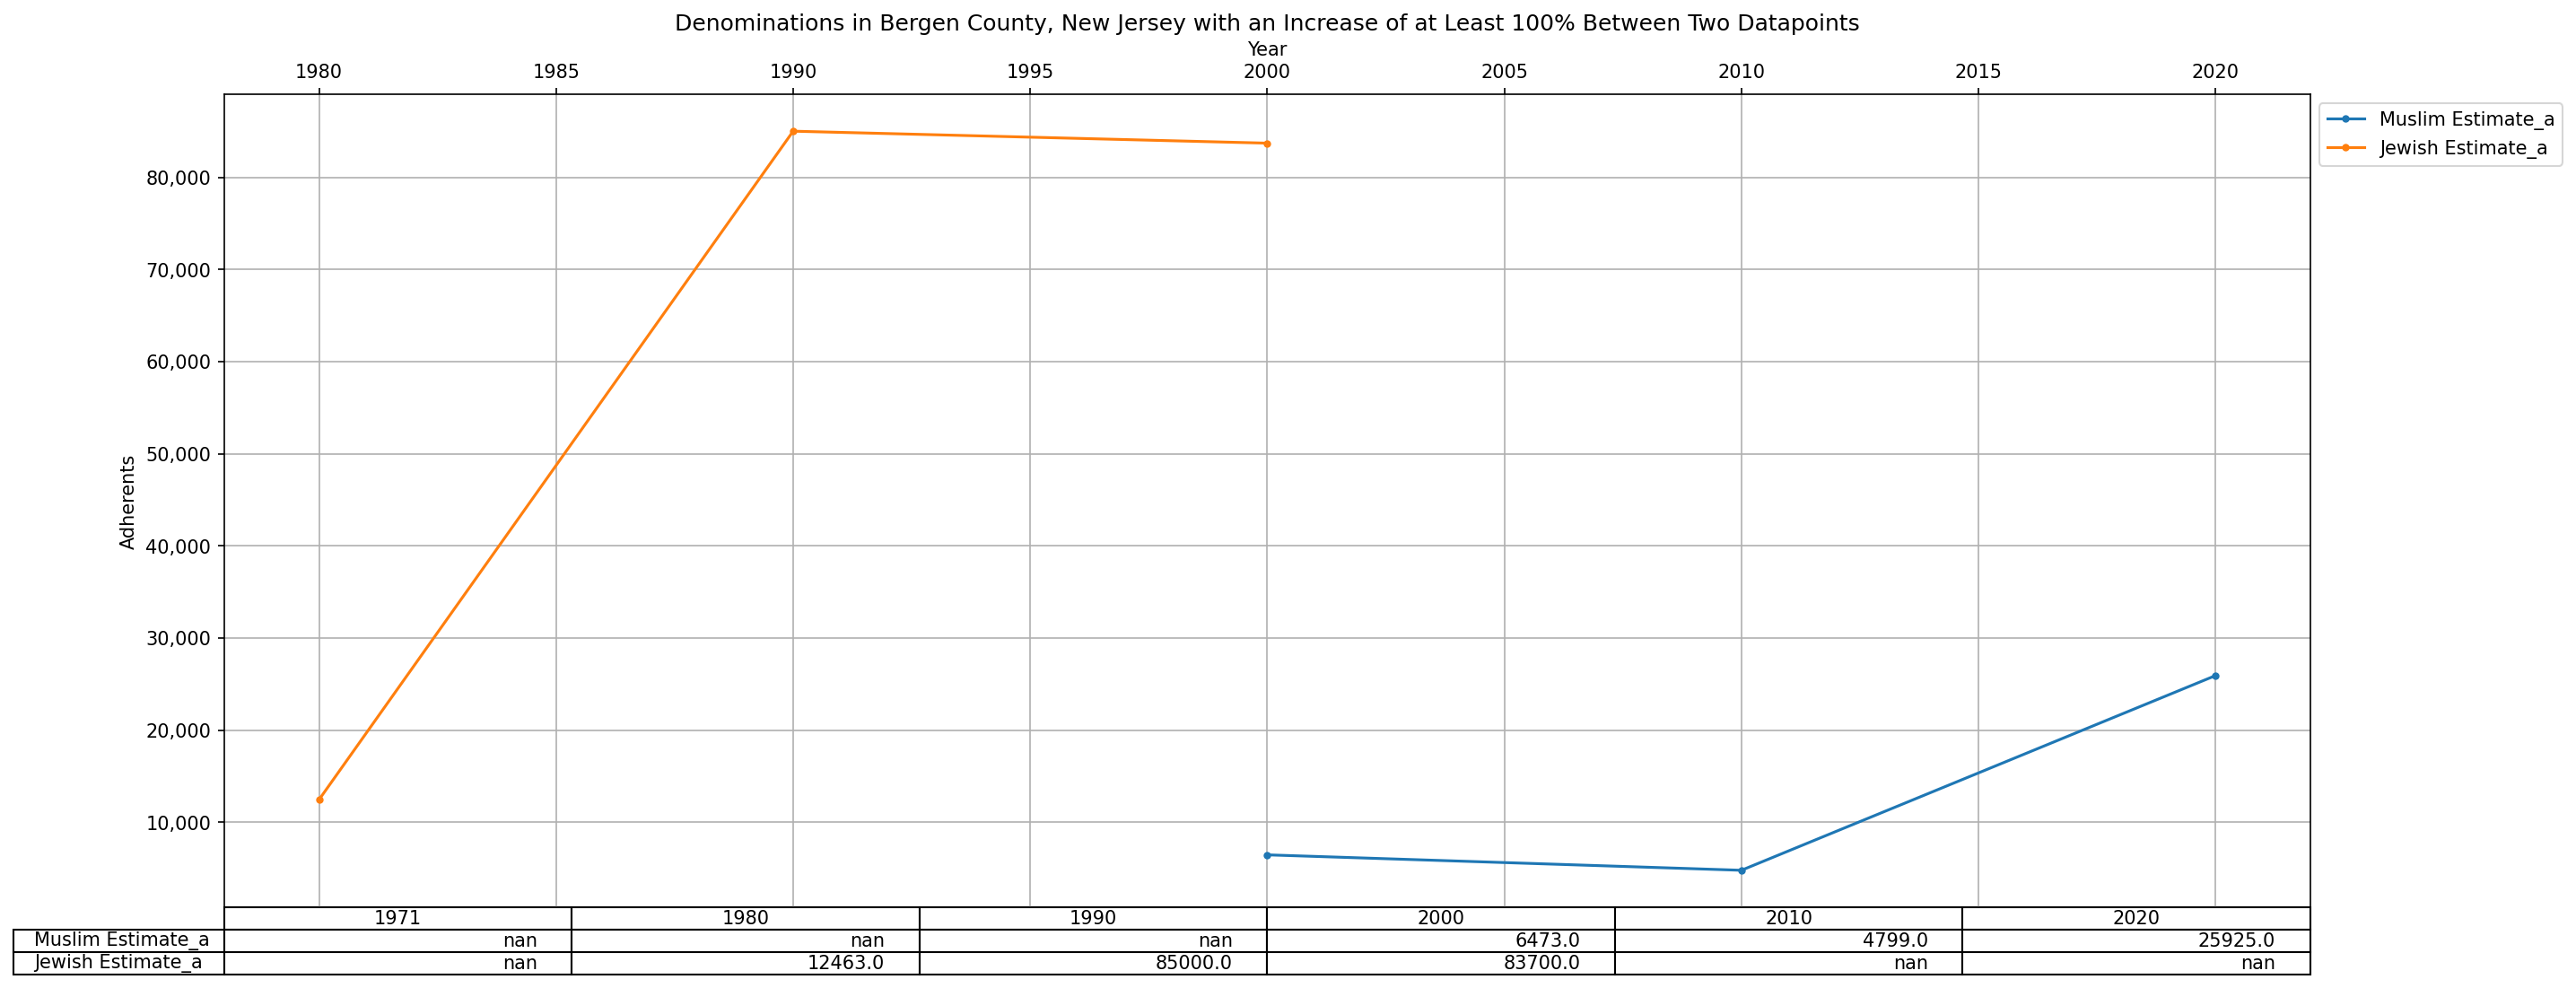 Denominations in Bergen County, New Jersey with an Increase of at Least 100% Between Two Datapoints
Year
1980 1985 1990 1995 2000 2005 2010 2015 2020
Muslim Estimate_a
Jewish Estimate_a
80,000
70,000
60,000
50,000
40,000
30,000
20,000
10,000
Adherents
1971 1980 1990 2000 2010 2020
Muslim Estimate_a nan nan nan 6473.0 4799.0 25925.0
Jewish Estimate_a nan 12463.0 85000.0 83700.0 nan nan